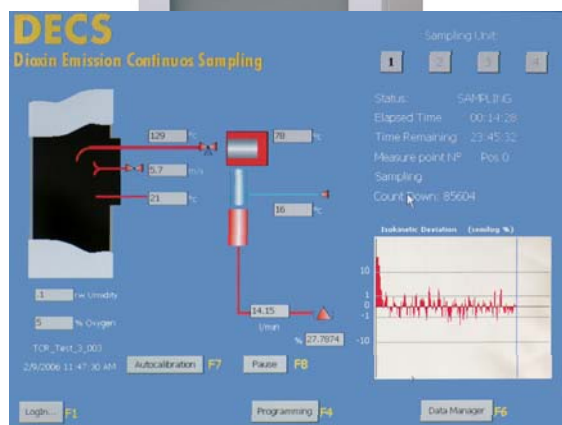 DECS
Dioxin Emission Continuos Sampling
Sampling Unit:
1 2 3 4
Status: SAMPLING
Elapsed Time 00:14:28
Time Remaining: 23:45:32
Measure point Nº Pos 0
Sampling
Count Down: 85604
129 °c
78 °c
5.7 m/s
21 °c
16 °c
Isokinetic Deviation (semilog %)
10
1
0
-1
-10
.1 Umidity
5 % Oxygen
14.15
l/min
% 27.7874
TCR_Test_3_003
2/9/2006 11:47:30 AM
Autocalibration F7
Pause F8
LogIn... F1
Programming F4
Data Manager F6